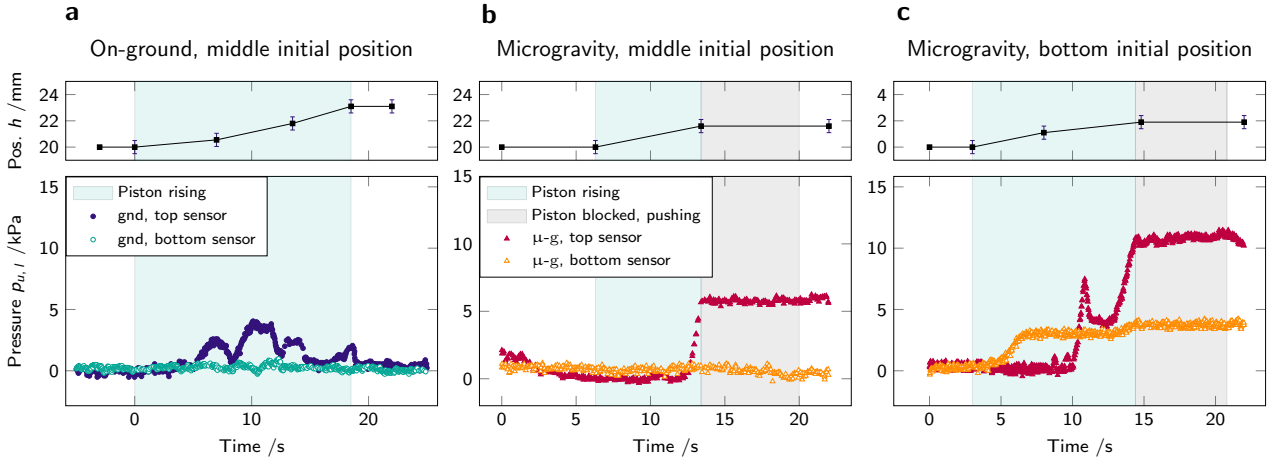 a
On-ground, middle initial position
24
22
20
Pos. h /mm
15
10
5
0
Pressure p_{u,l} /kPa
Piston rising
gnd, top sensor
gnd, bottom sensor
0
10
20
Time /s
b
Microgravity, middle initial position
24
22
20
15
10
5
0
Piston rising
Piston blocked, pushing
μ-g, top sensor
μ-g, bottom sensor
0
5
10
15
20
Time /s
c
Microgravity, bottom initial position
4
2
0
15
10
5
0
0
5
10
15
20
Time /s